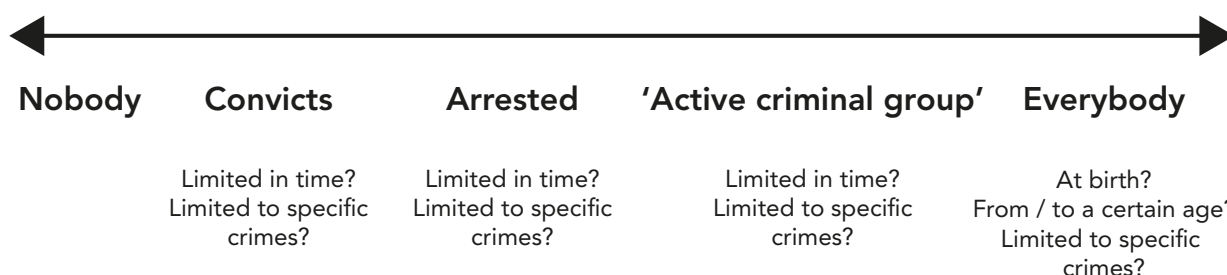 Nobody Convicts Arrested 'Active criminal group' Everybody
Limited in time? Limited in time? Limited in time? At birth?
Limited to specific Limited to specific Limited to specific From / to a certain age?
crimes? crimes? crimes? Limited to specific
crimes?